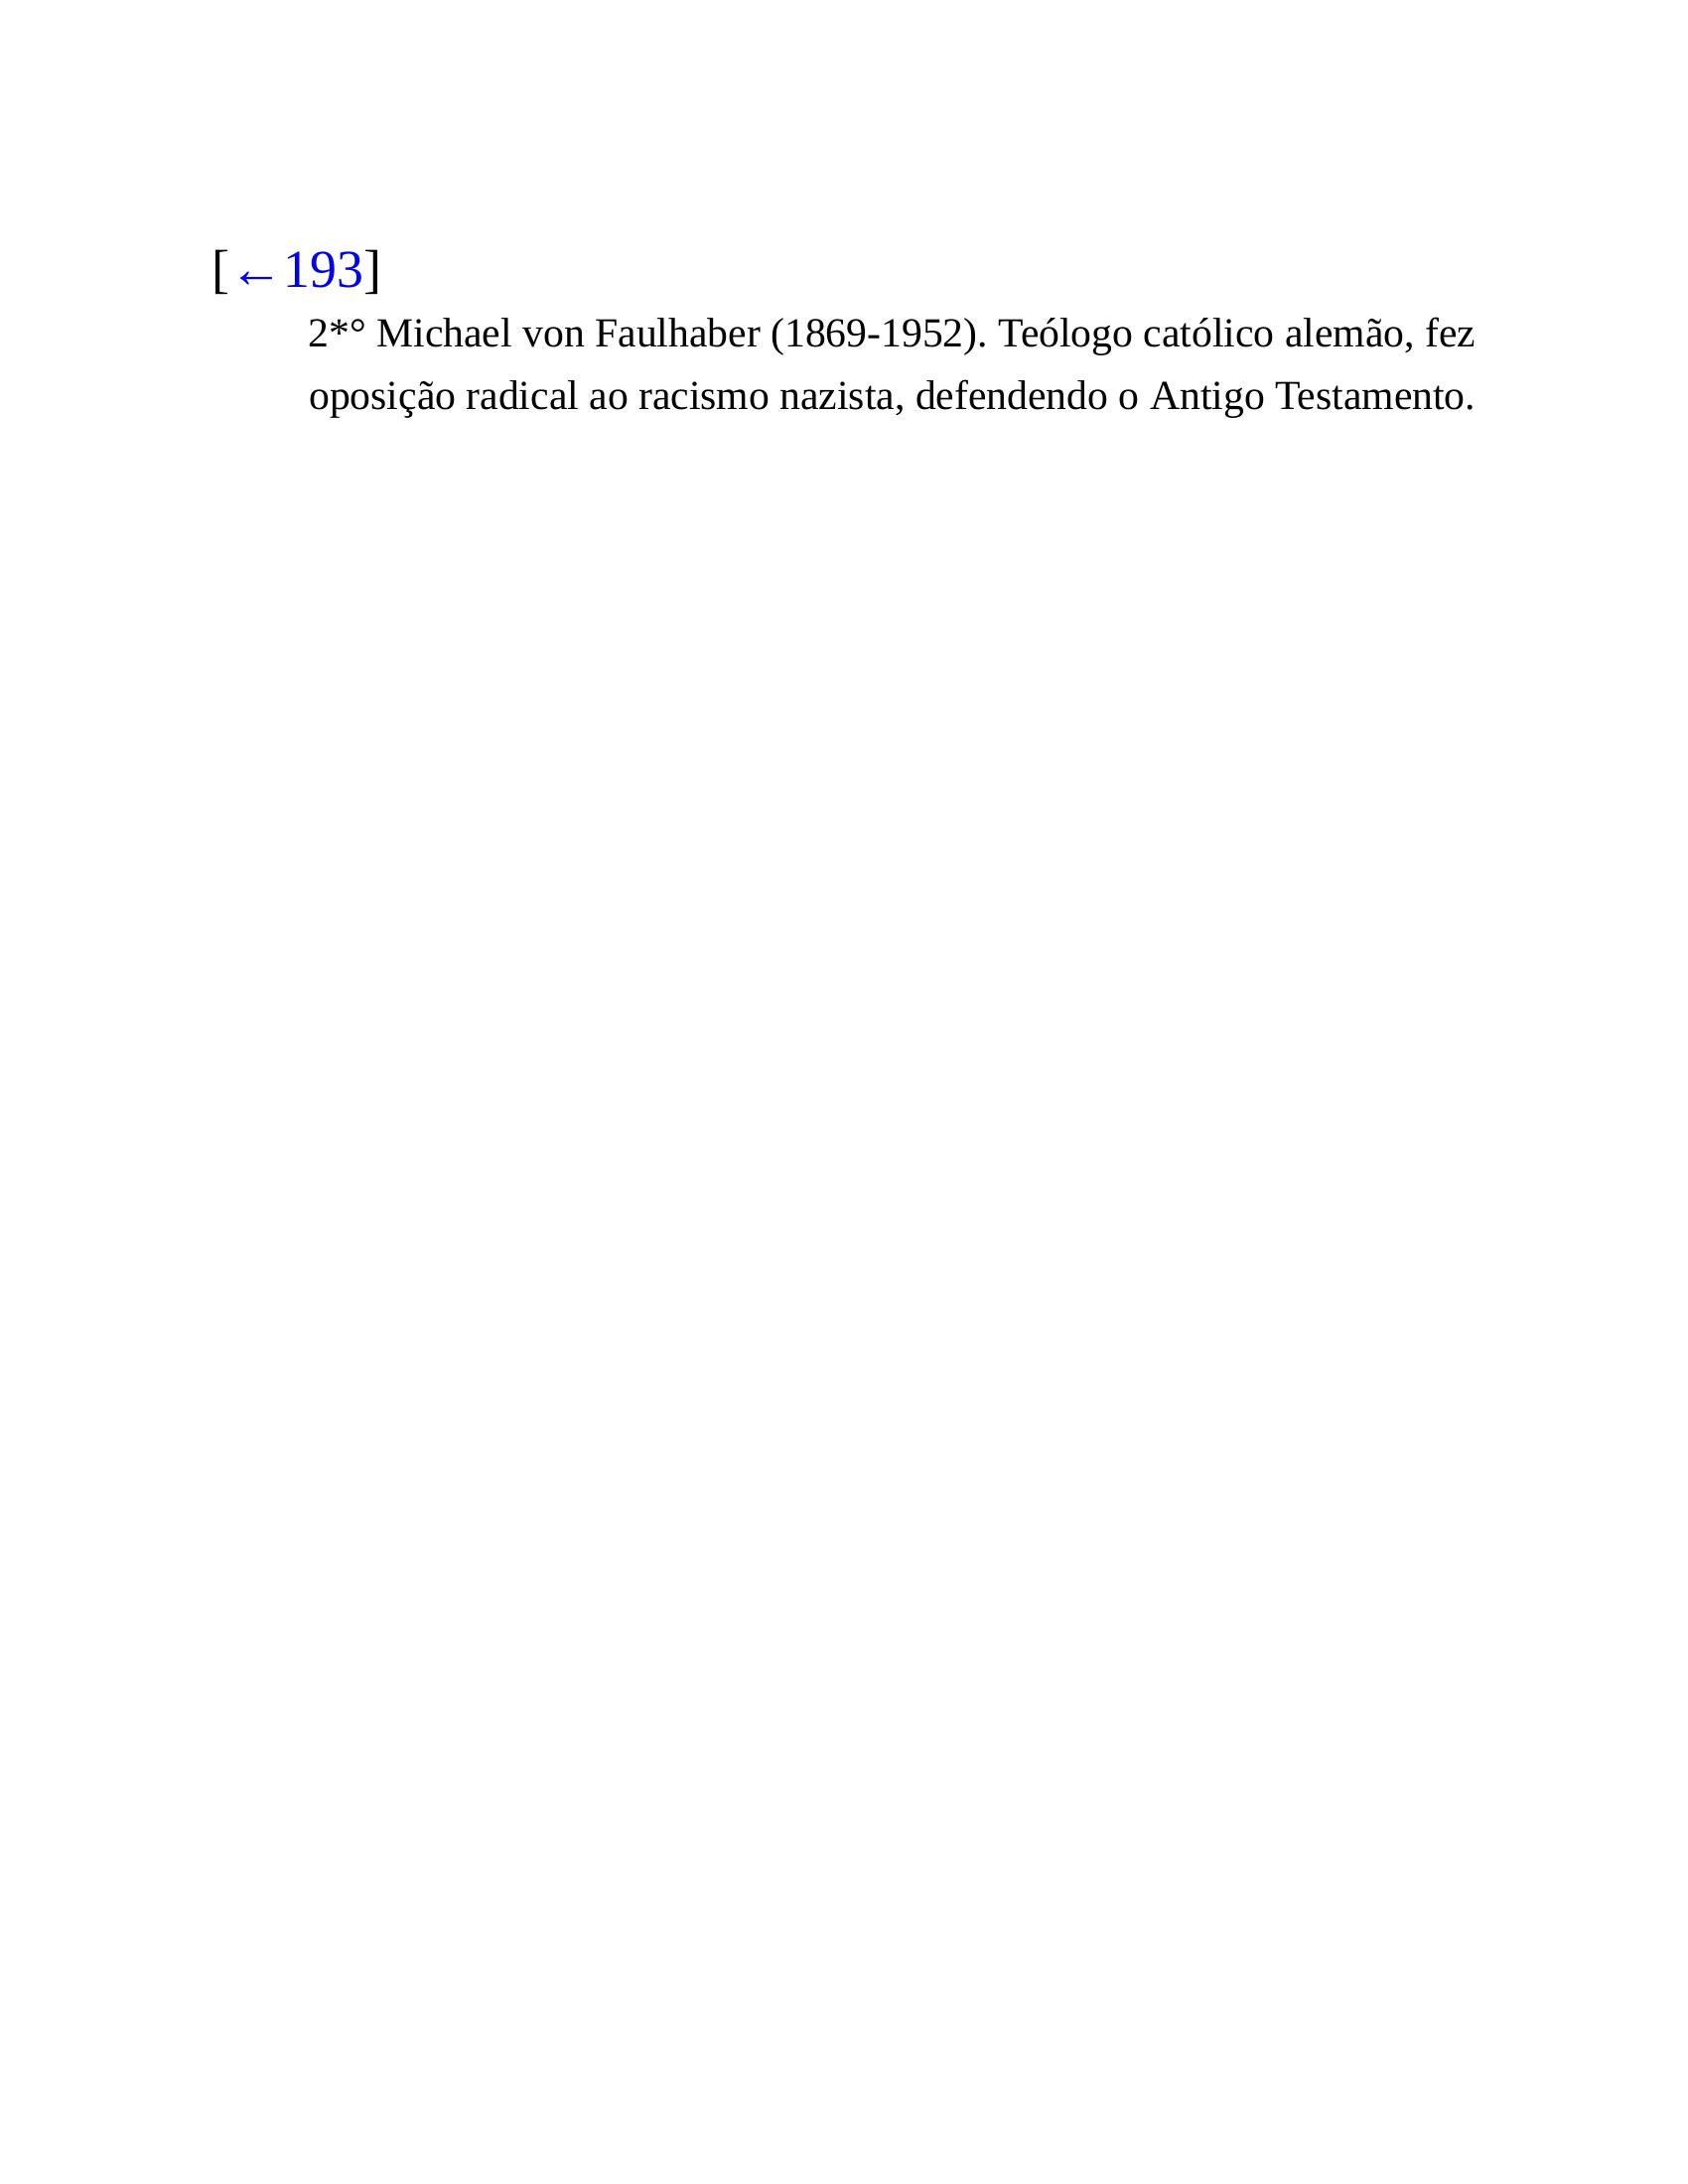 [←193]
2*° Michael von Faulhaber (1869-1952). Teólogo católico alemão, fez
oposição radical ao racismo nazista, defendendo o Antigo Testamento.